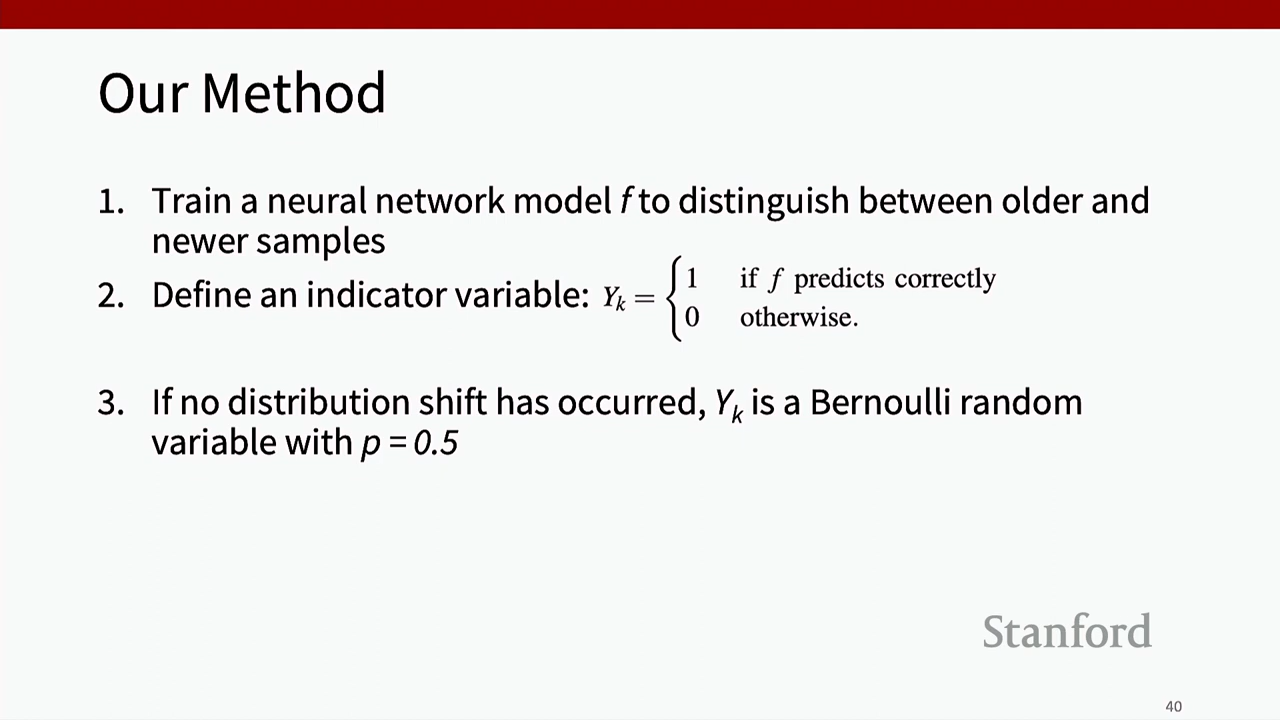 Our Method
1. Train a neural network model f to distinguish between older and
newer samples
2. Define an indicator variable: Y_k = { 1 if f predicts correctly
0 otherwise.
3. If no distribution shift has occurred, Y_k is a Bernoulli random
variable with p = 0.5
Stanford
40